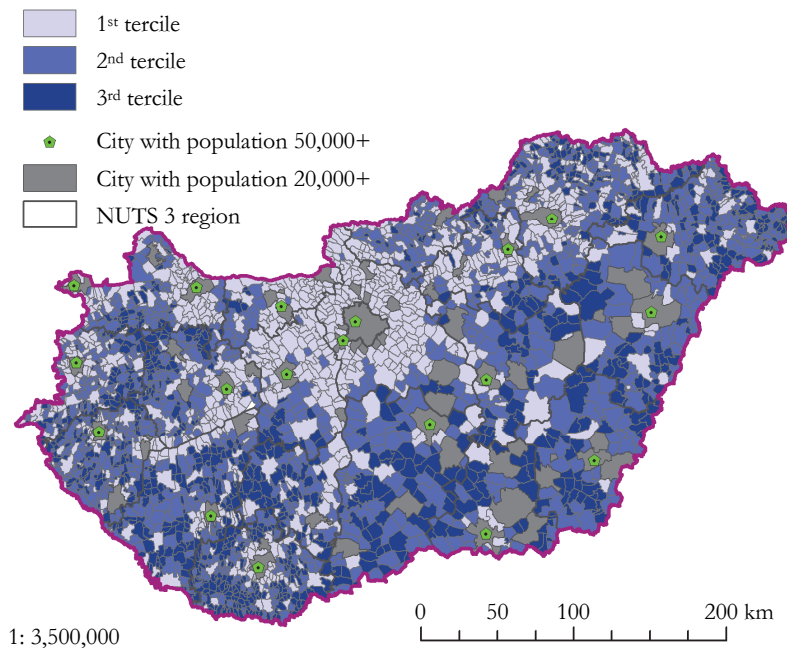 1st tercile
2nd tercile
3rd tercile
City with population 50,000+
City with population 20,000+
NUTS 3 region
1: 3,500,000
0 50 100 200 km